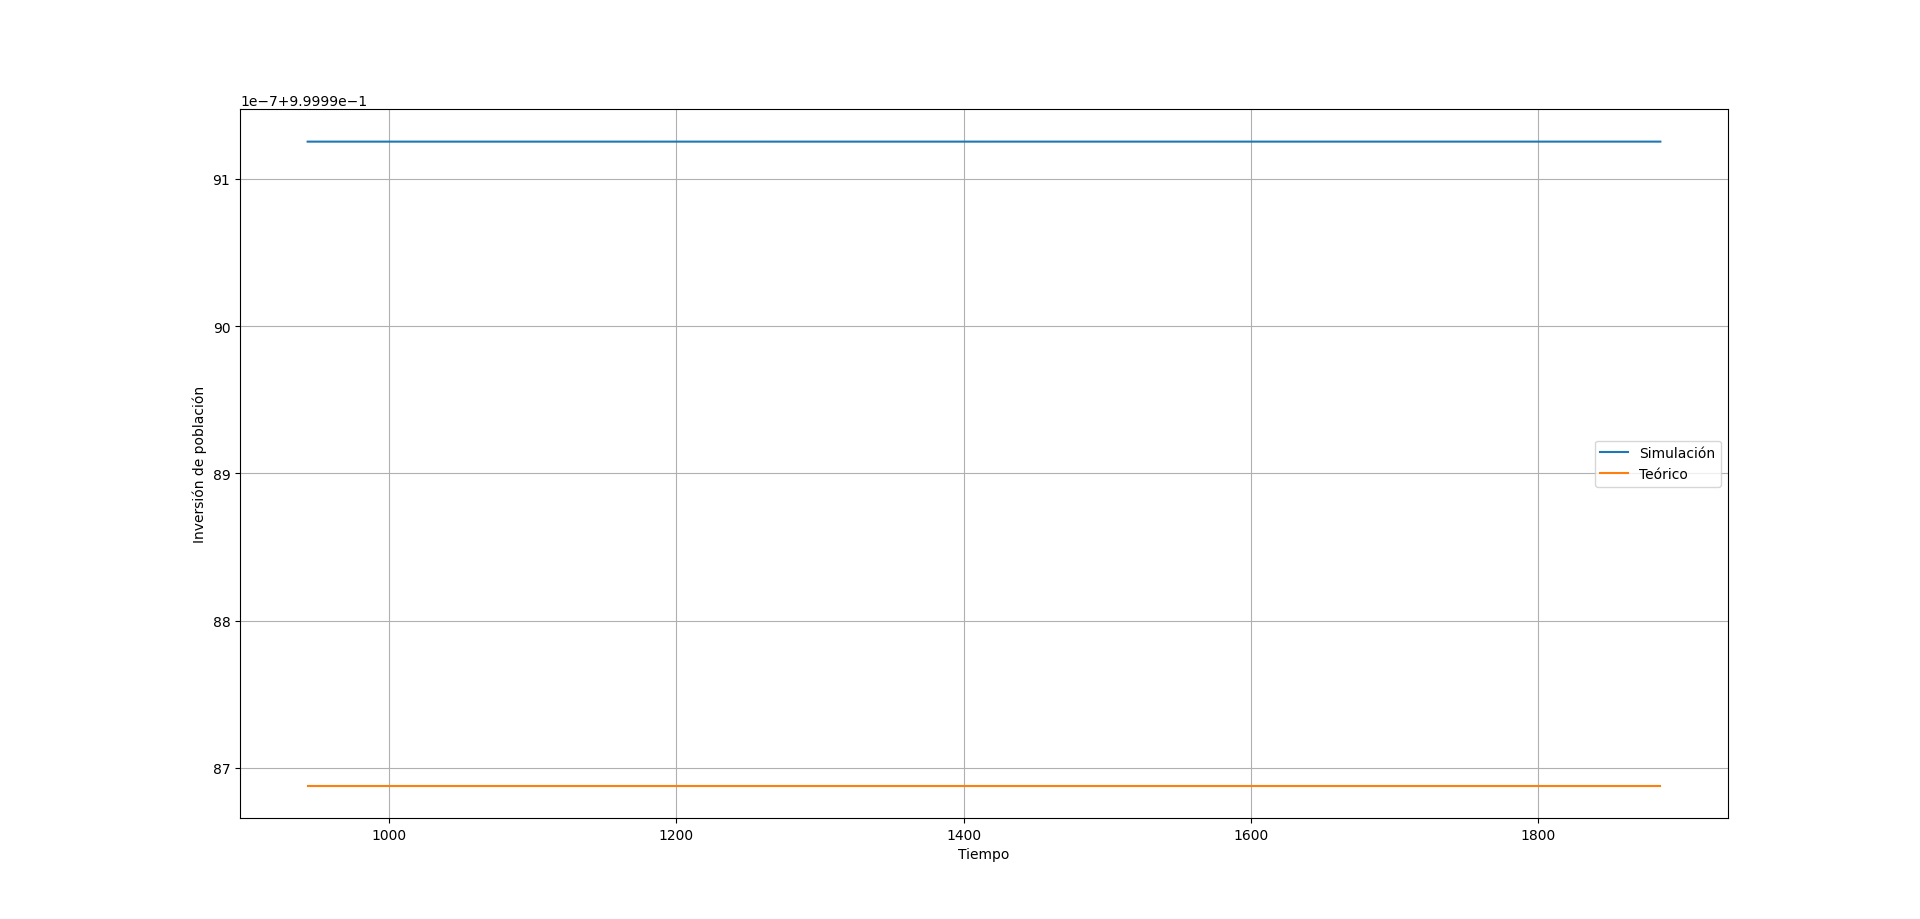 1e−7+9.9999e−1
91
90
89
88
87
Inversión de población
Simulación
Teórico
1000 1200 1400 1600 1800
Tiempo